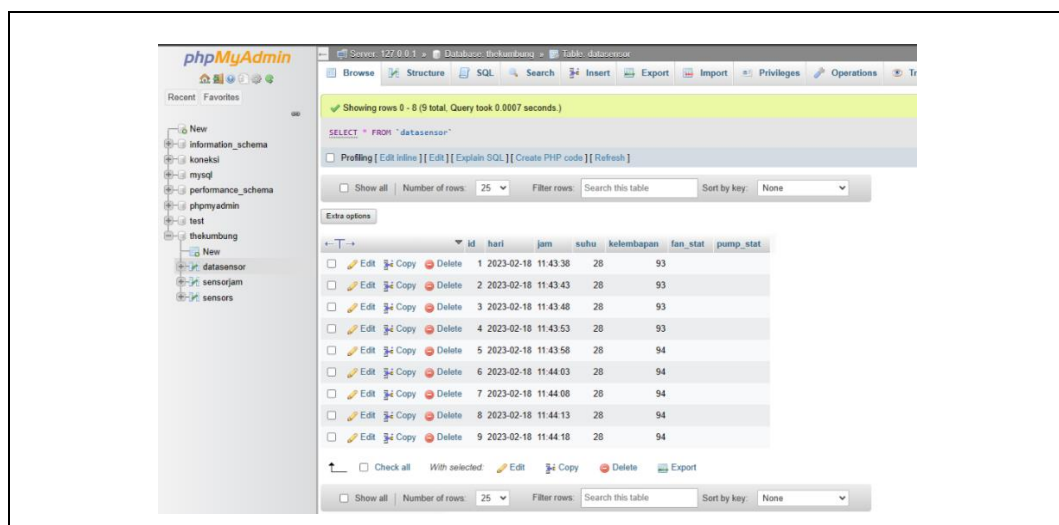 phpMyAdmin
Recent Favorites
New
information_schema
koneksi
mysql
performance_schema
phpmyadmin
test
thekumbung
New
datasensor
sensorjam
sensors
Server: 127.0.0.1 » Database: thekumbung » Table: datasensor
Browse Structure SQL Search Insert Export Import Privileges Operations Tr
Showing rows 0 - 8 (9 total, Query took 0.0007 seconds.)
SELECT * FROM `datasensor`
Profiling [ Edit inline ] [ Edit ] [ Explain SQL ] [ Create PHP code ] [ Refresh ]
Show all | Number of rows: 25 Filter rows: Search this table Sort by key: None
Extra options
←T→ id hari jam suhu kelembapan fan_stat pump_stat
Edit Copy Delete 1 2023-02-18 11:43:38 28 93
Edit Copy Delete 2 2023-02-18 11:43:43 28 93
Edit Copy Delete 3 2023-02-18 11:43:48 28 93
Edit Copy Delete 4 2023-02-18 11:43:53 28 93
Edit Copy Delete 5 2023-02-18 11:43:58 28 94
Edit Copy Delete 6 2023-02-18 11:44:03 28 94
Edit Copy Delete 7 2023-02-18 11:44:08 28 94
Edit Copy Delete 8 2023-02-18 11:44:13 28 94
Edit Copy Delete 9 2023-02-18 11:44:18 28 94
Check all With selected: Edit Copy Delete Export
Show all | Number of rows: 25 Filter rows: Search this table Sort by key: None